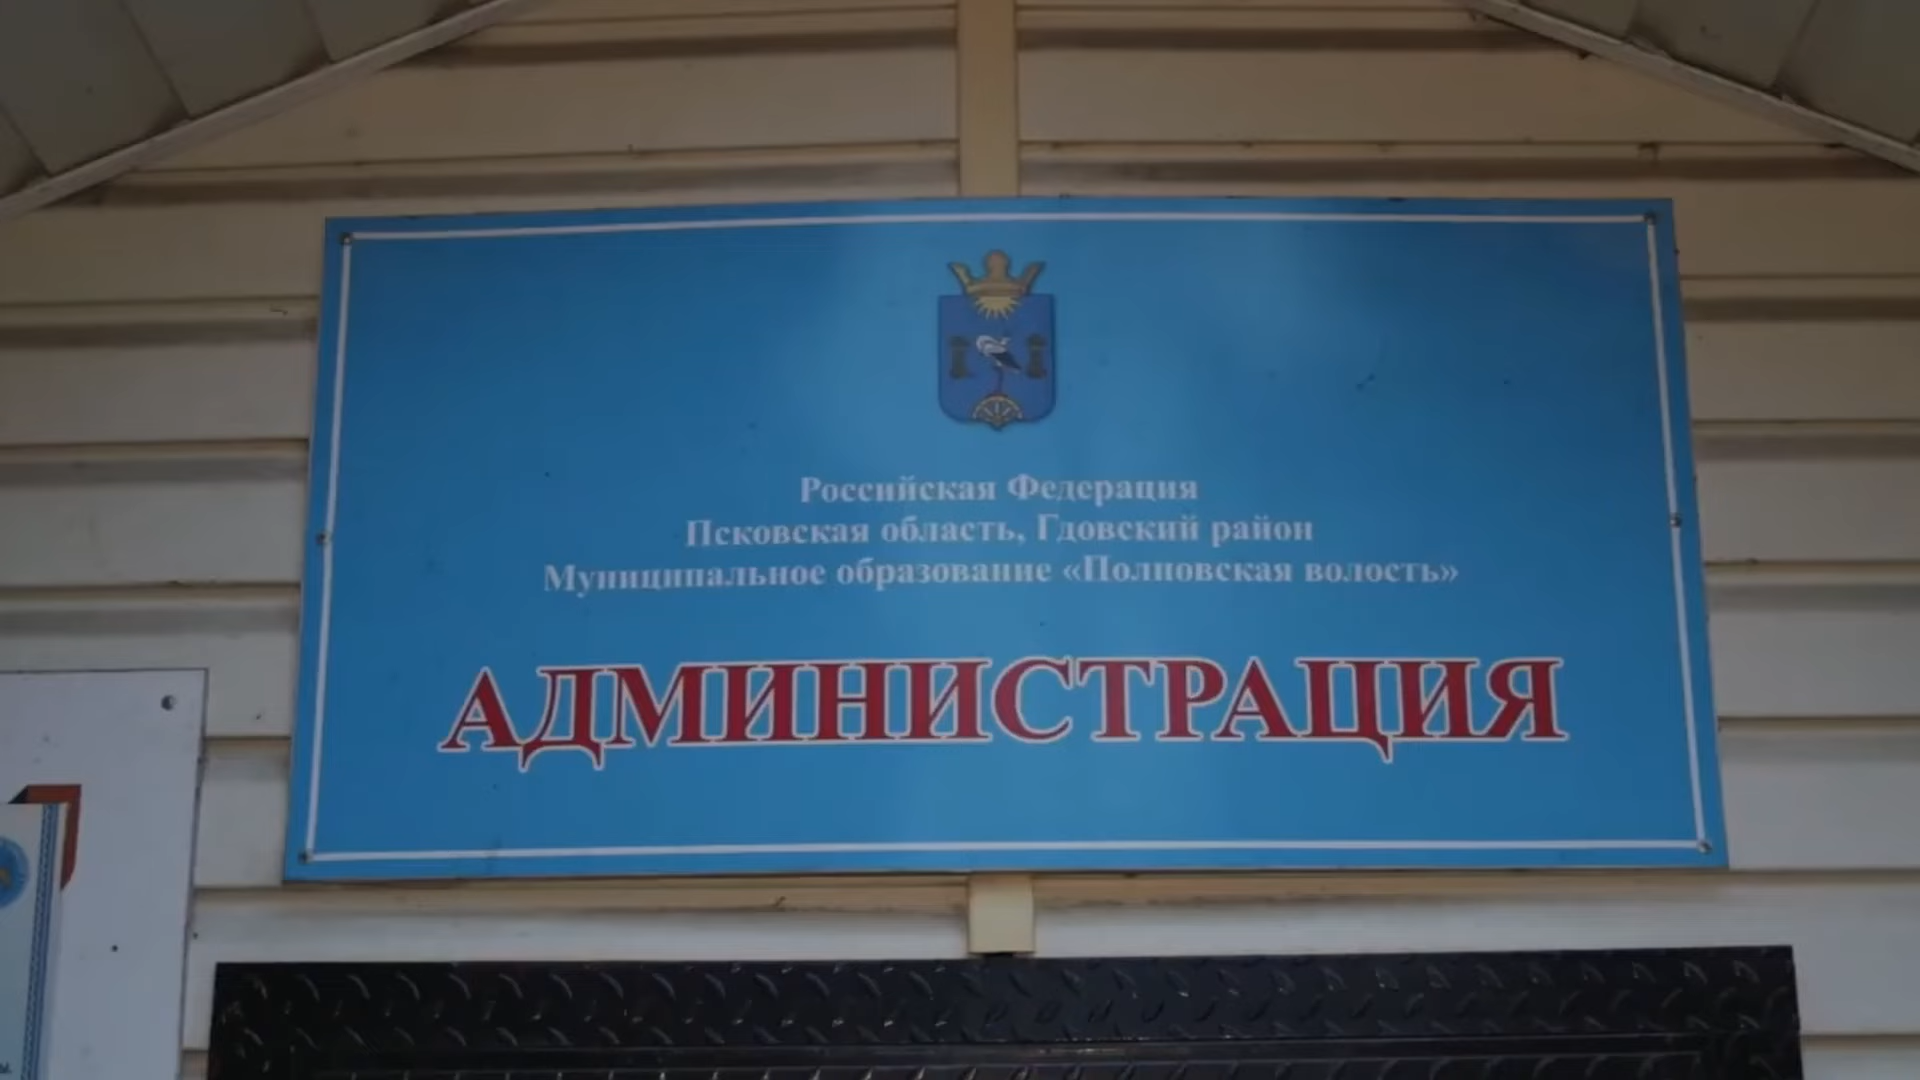 Российская Федерация
Псковская область, Гдовский район
Муниципальное образование «Полновская волость»
АДМИНИСТРАЦИЯ